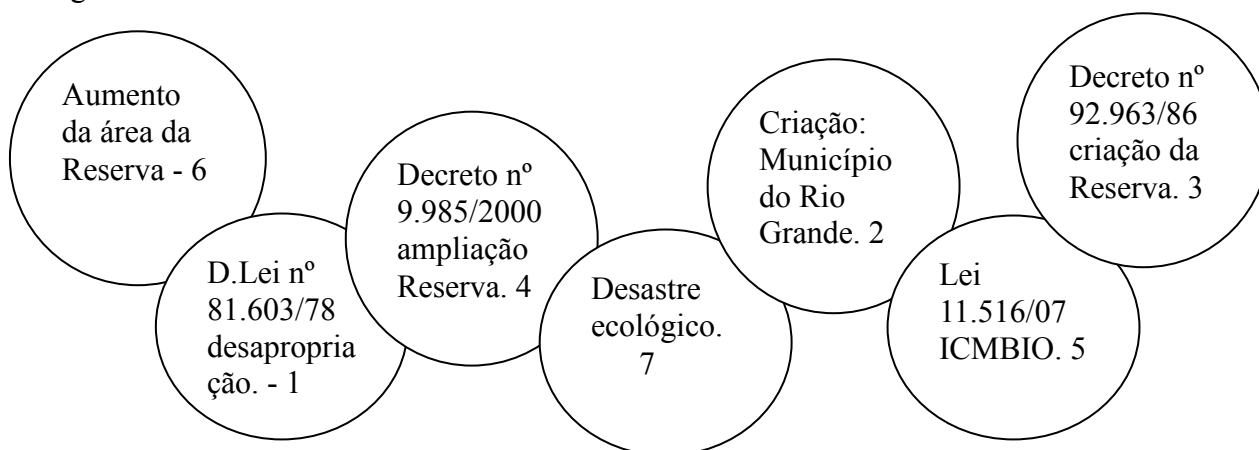 Aumento
da área da
Reserva - 6
D.Lei nº
81.603/78
desapropria
ção. - 1
Decreto nº
9.985/2000
ampliação
Reserva. 4
Desastre
ecológico.
7
Criação:
Município
do Rio
Grande. 2
Lei
11.516/07
ICMBIO. 5
Decreto nº
92.963/86
criação da
Reserva. 3